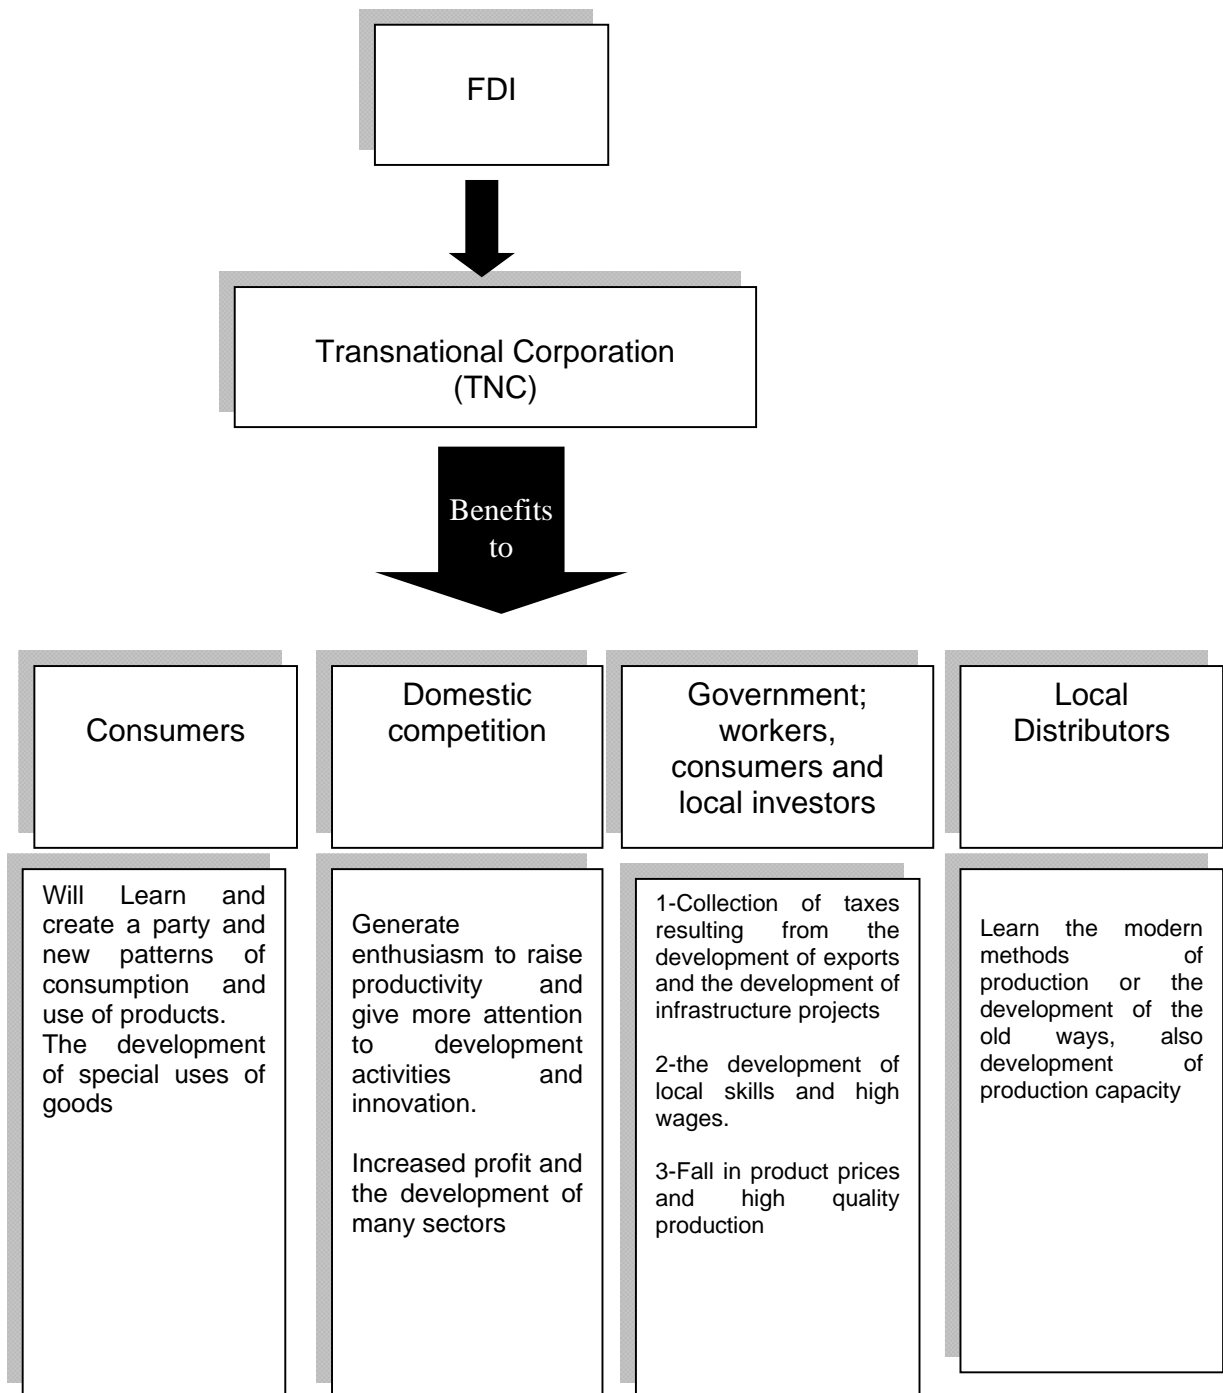 FDI
Transnational Corporation
(TNC)
Benefits
to
Consumers
Domestic
competition
Government;
workers,
consumers and
local investors
Local
Distributors
Will Learn and
create a party and
new patterns of
consumption and
use of products.
The development
of special uses of
goods
Generate
enthusiasm to raise
productivity and
give more attention
to development
activities and
innovation.
Increased profit and
the development of
many sectors
1-Collection of taxes
resulting from the
development of exports
and the development of
infrastructure projects
2-the development of
local skills and high
wages.
3-Fall in product prices
and high quality
production
Learn the modern
methods of
production or the
development of the
old ways, also
development of
production capacity